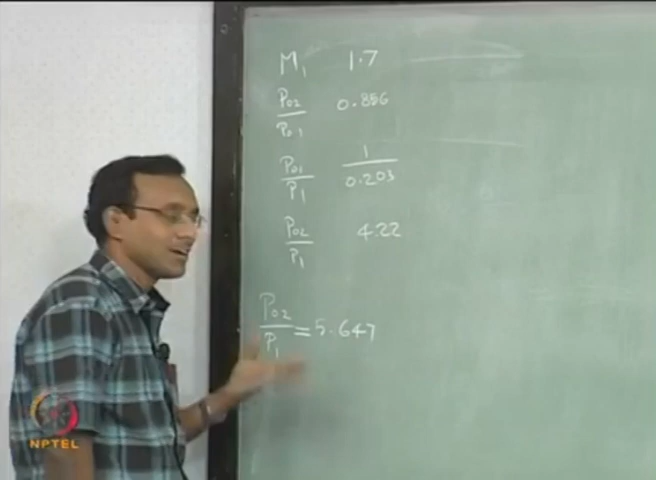 M₁ 1.7
P₀₂/P₀₁ 0.856
P₀₁/P₁ 1/0.203
P₀₂/P₁ 4.22
P₀₂/P₁ = 5.647
NPTEL